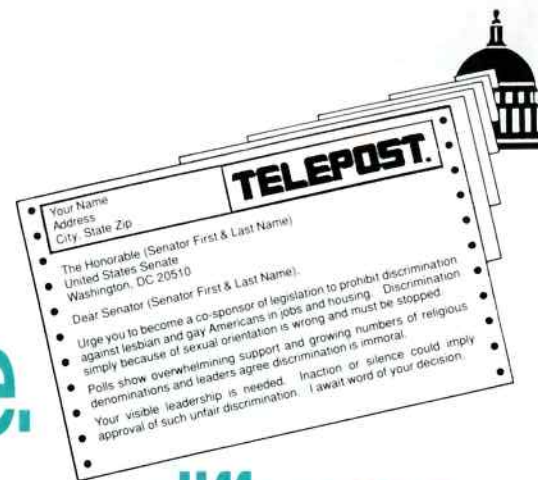 TELEPOST.
Your Name
Address
City, State Zip
The Honorable (Senator First & Last Name)
United States Senate
Washington, DC 20510
Dear Senator (Senator First & Last Name).
Urge you to become a co-sponsor of legislation to prohibit discrimination
against lesbian and gay Americans in jobs and housing. Discrimination
simply because of sexual orientation is wrong and must be stopped.
Polls show overwhelming support and growing numbers of religious
denominations and leaders agree discrimination is immoral.
Your visible leadership is needed. Inaction or silence could imply
approval of such unfair discrimination. I await word of your decision.